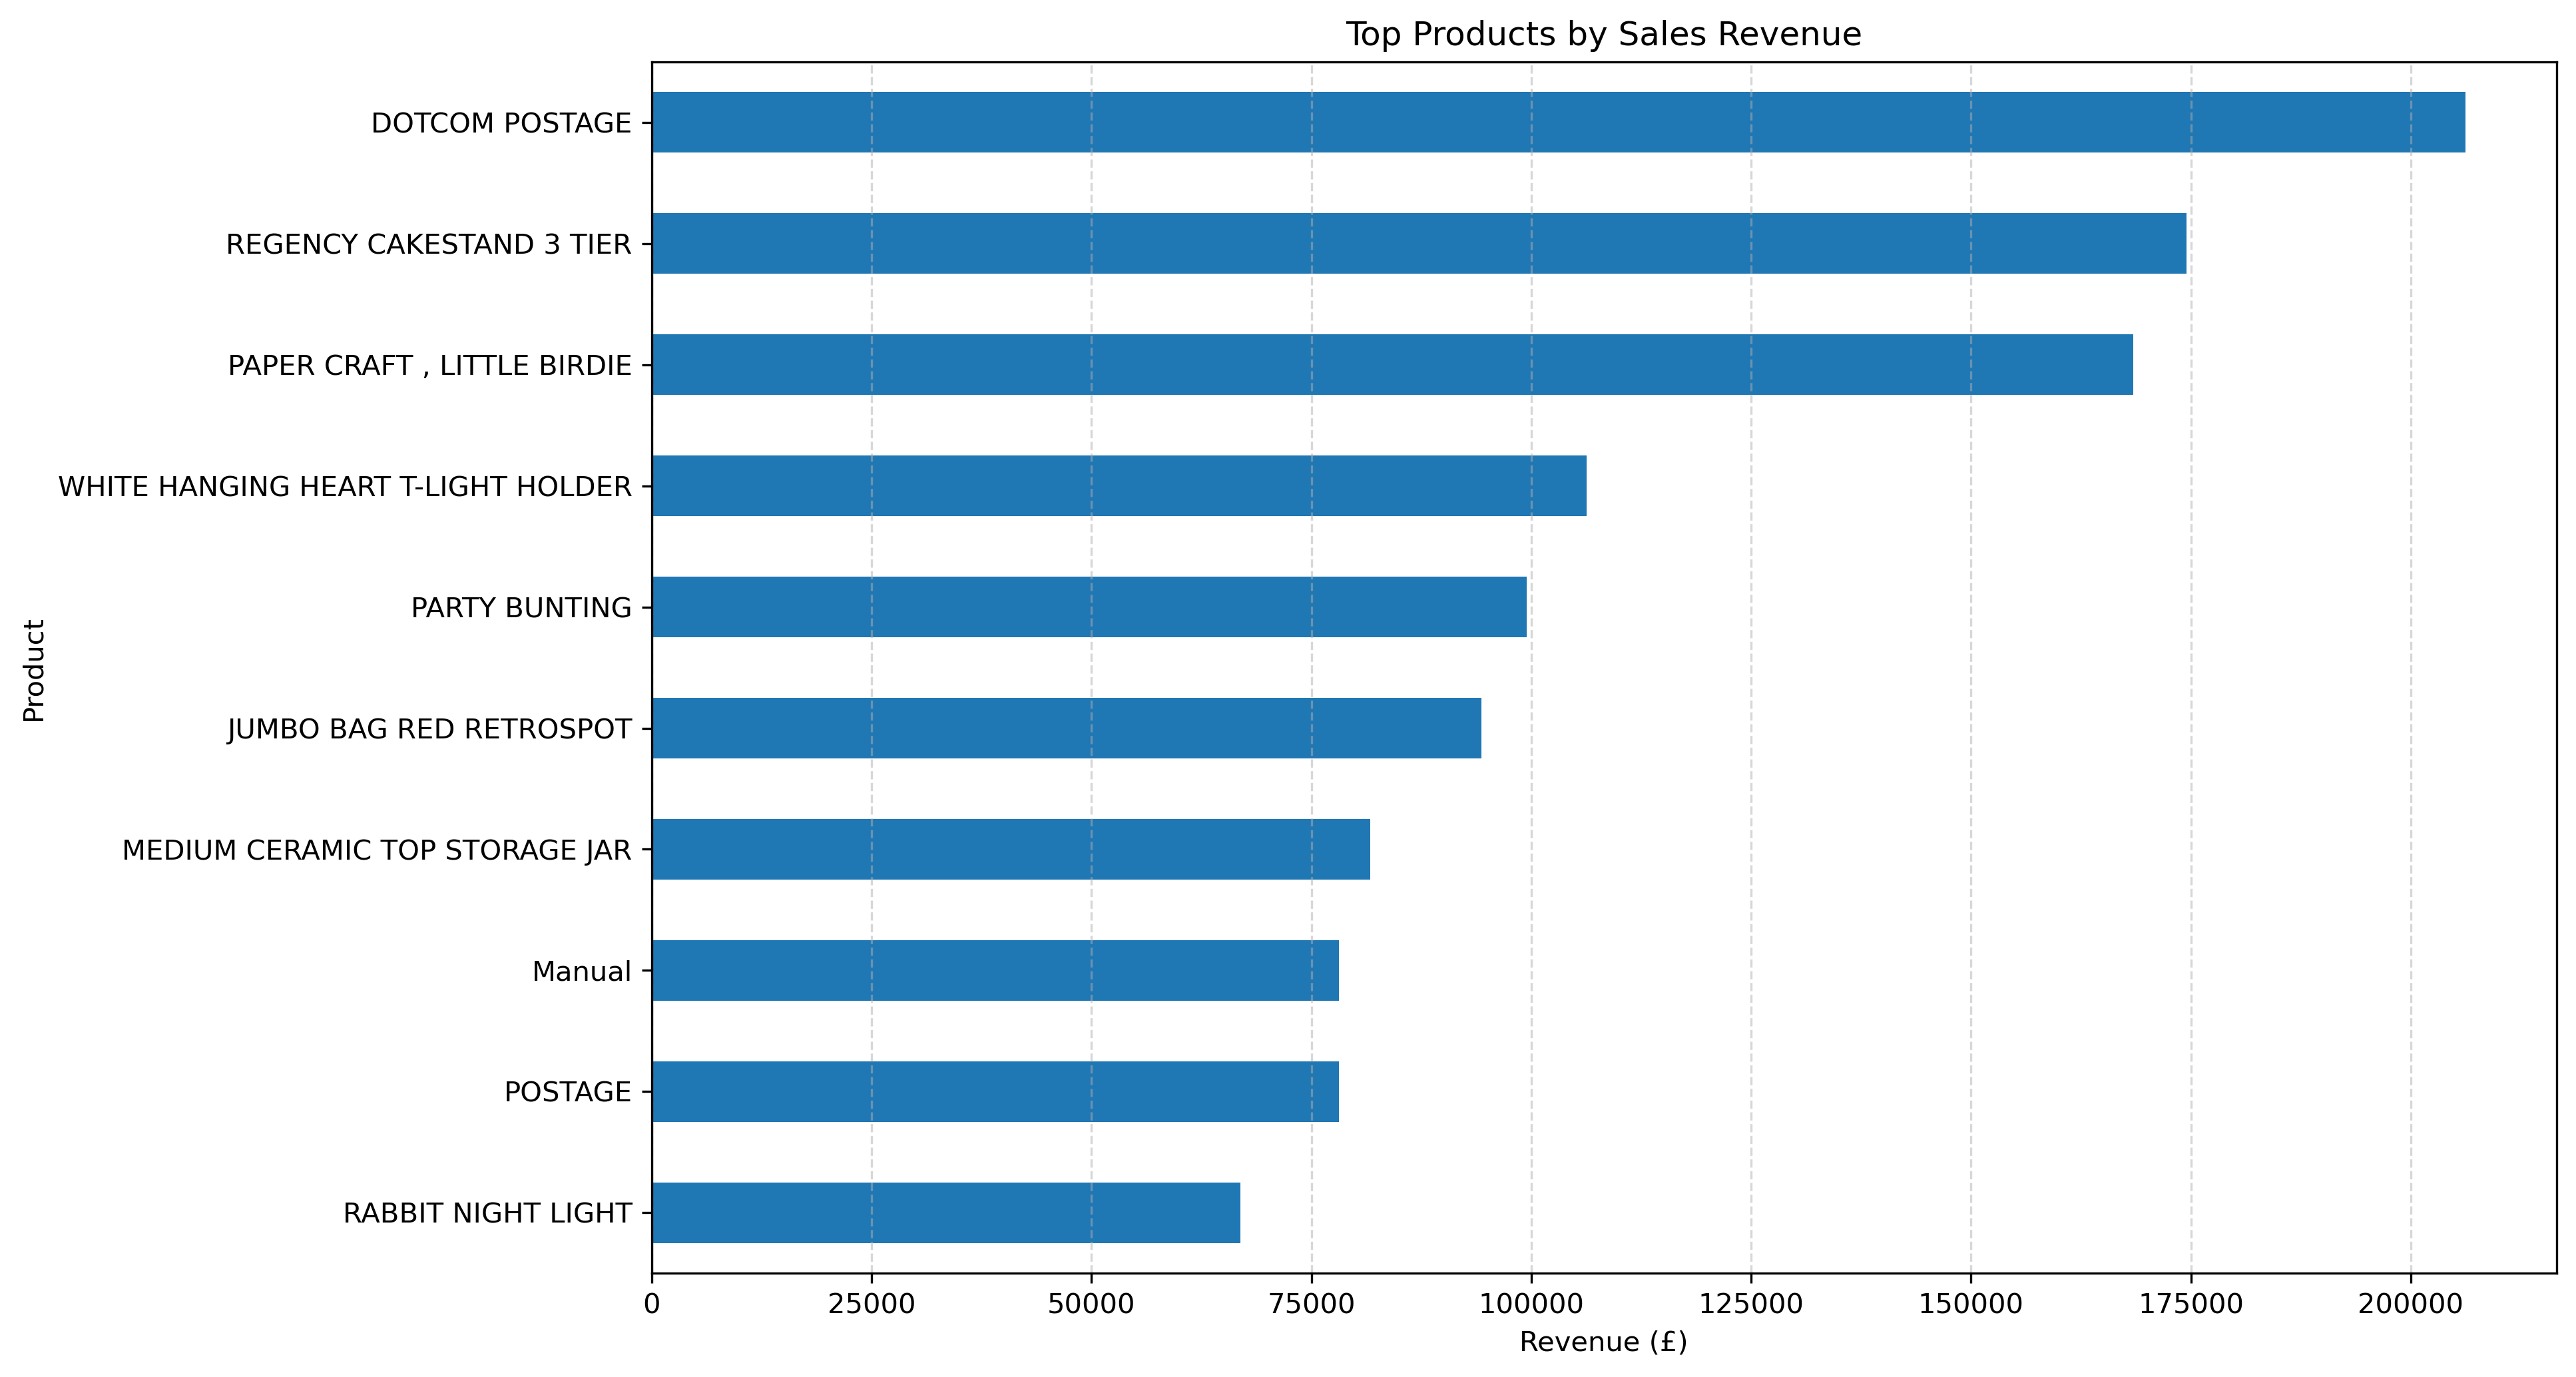 Top Products by Sales Revenue
DOTCOM POSTAGE
REGENCY CAKESTAND 3 TIER
PAPER CRAFT , LITTLE BIRDIE
WHITE HANGING HEART T-LIGHT HOLDER
PARTY BUNTING
JUMBO BAG RED RETROSPOT
MEDIUM CERAMIC TOP STORAGE JAR
Manual
POSTAGE
RABBIT NIGHT LIGHT
Product
0 25000 50000 75000 100000 125000 150000 175000 200000
Revenue (£)